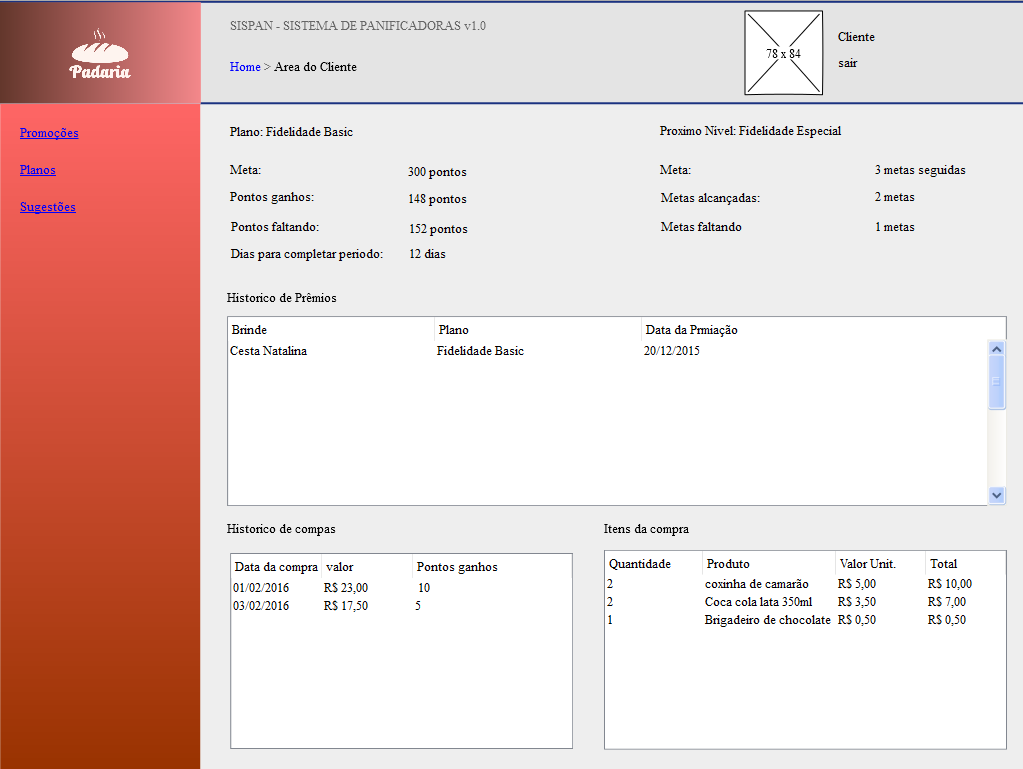 Padaria
SISPAN - SISTEMA DE PANIFICADORAS v1.0
Home > Area do Cliente
78 x 84
Cliente
sair
Promoções
Planos
Sugestões
Plano: Fidelidade Basic
Meta: 300 pontos
Pontos ganhos: 148 pontos
Pontos faltando: 152 pontos
Dias para completar periodo: 12 dias
Proximo Nivel: Fidelidade Especial
Meta: 3 metas seguidas
Metas alcançadas: 2 metas
Metas faltando 1 metas
Historico de Prêmios
Brinde Plano Data da Prmiação
Cesta Natalina Fidelidade Basic 20/12/2015
Historico de compas
Data da compra valor Pontos ganhos
01/02/2016 R$ 23,00 10
03/02/2016 R$ 17,50 5
Itens da compra
Quantidade Produto Valor Unit. Total
2 coxinha de camarão R$ 5,00 R$ 10,00
2 Coca cola lata 350ml R$ 3,50 R$ 7,00
1 Brigadeiro de chocolate R$ 0,50 R$ 0,50